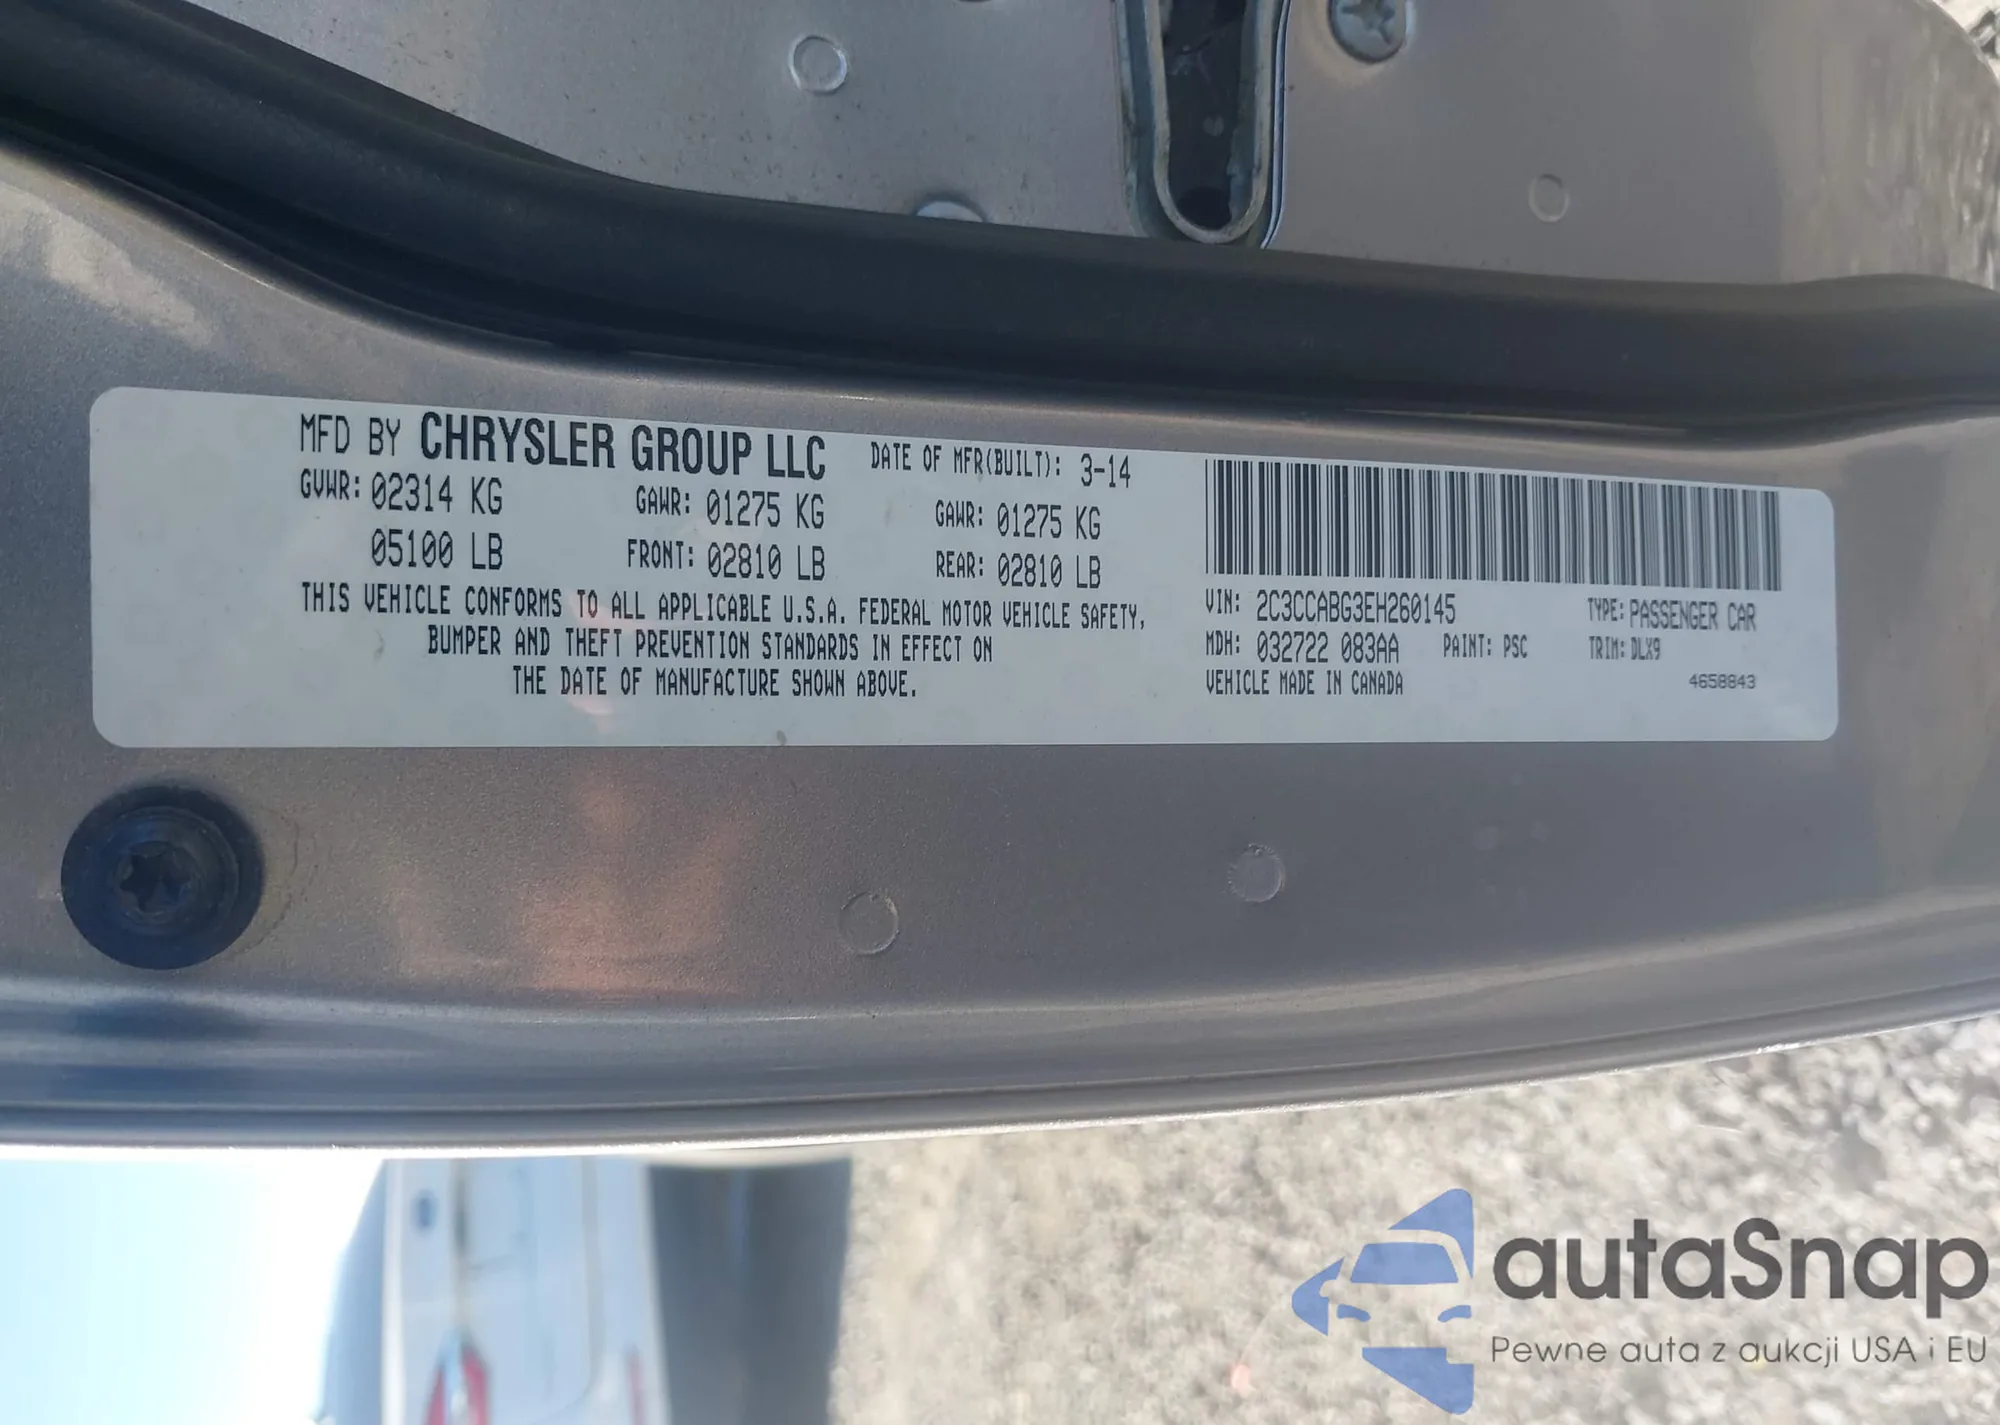 MFD BY CHRYSLER GROUP LLC DATE OF MFR(BUILT): 3-14
GVWR: 02314 KG GAWR: 01275 KG GAWR: 01275 KG
05100 LB FRONT: 02810 LB REAR: 02810 LB
THIS VEHICLE CONFORMS TO ALL APPLICABLE U.S.A. FEDERAL MOTOR VEHICLE SAFETY,
BUMPER AND THEFT PREVENTION STANDARDS IN EFFECT ON
THE DATE OF MANUFACTURE SHOWN ABOVE.
VIN: 2C3CCABG3EH260145 TYPE: PASSENGER CAR
MDH: 032722 083AA PAINT: PSC TRIM: DLX9
VEHICLE MADE IN CANADA 4658843
autaSnap
Pewne auta z aukcji USA i EU